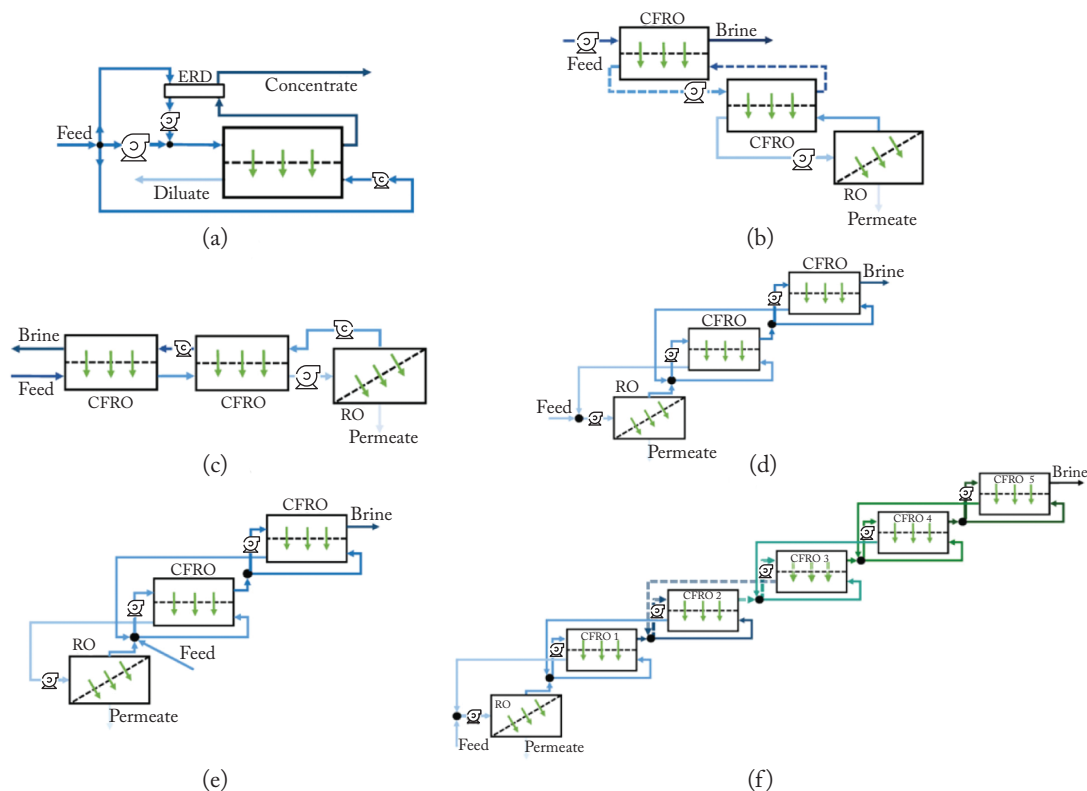 ERD
Concentrate
Feed
Diluate
(a)
CFRO
Brine
Feed
CFRO
RO
Permeate
(b)
Brine
Feed
CFRO
CFRO
RO
Permeate
(c)
CFRO
Brine
CFRO
RO
Feed
Permeate
(d)
CFRO
Brine
CFRO
RO
Feed
Permeate
(e)
CFRO 5
Brine
CFRO 4
CFRO 3
CFRO 2
CFRO 1
RO
Feed
Permeate
(f)